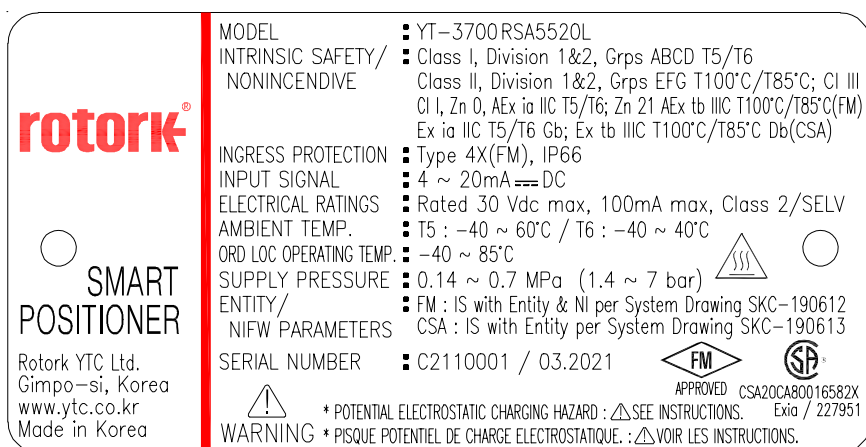 rotork®
SMART
POSITIONER
Rotork YTC Ltd.
Gimpo-si, Korea
www.ytc.co.kr
Made in Korea
MODEL : YT-3700RSA5520L
INTRINSIC SAFETY/ : Class I, Division 1&2, Grps ABCD T5/T6
NONINCENDIVE Class II, Division 1&2, Grps EFG T100°C/T85°C; Cl III
Cl I, Zn 0, AEx ia IIC T5/T6; Zn 21 AEx tb IIIC T100°C/T85°C(FM)
Ex ia IIC T5/T6 Gb; Ex tb IIIC T100°C/T85°C Db(CSA)
INGRESS PROTECTION : Type 4X(FM), IP66
INPUT SIGNAL : 4 ~ 20mA ⎓ DC
ELECTRICAL RATINGS : Rated 30 Vdc max, 100mA max, Class 2/SELV
AMBIENT TEMP. : T5 : -40 ~ 60°C / T6 : -40 ~ 40°C
ORD LOC OPERATING TEMP. : -40 ~ 85°C
SUPPLY PRESSURE : 0.14 ~ 0.7 MPa (1.4 ~ 7 bar)
ENTITY/ : FM : IS with Entity & NI per System Drawing SKC-190612
NIFW PARAMETERS CSA : IS with Entity per System Drawing SKC-190613
SERIAL NUMBER : C2110001 / 03.2021
FM
APPROVED
SA
CSA20CA80016582X
Exia / 227951
WARNING
* POTENTIAL ELECTROSTATIC CHARGING HAZARD : ⚠SEE INSTRUCTIONS.
* PISQUE POTENTIEL DE CHARGE ELECTROSTATIQUE. : ⚠VOIR LES INSTRUCTIONS.